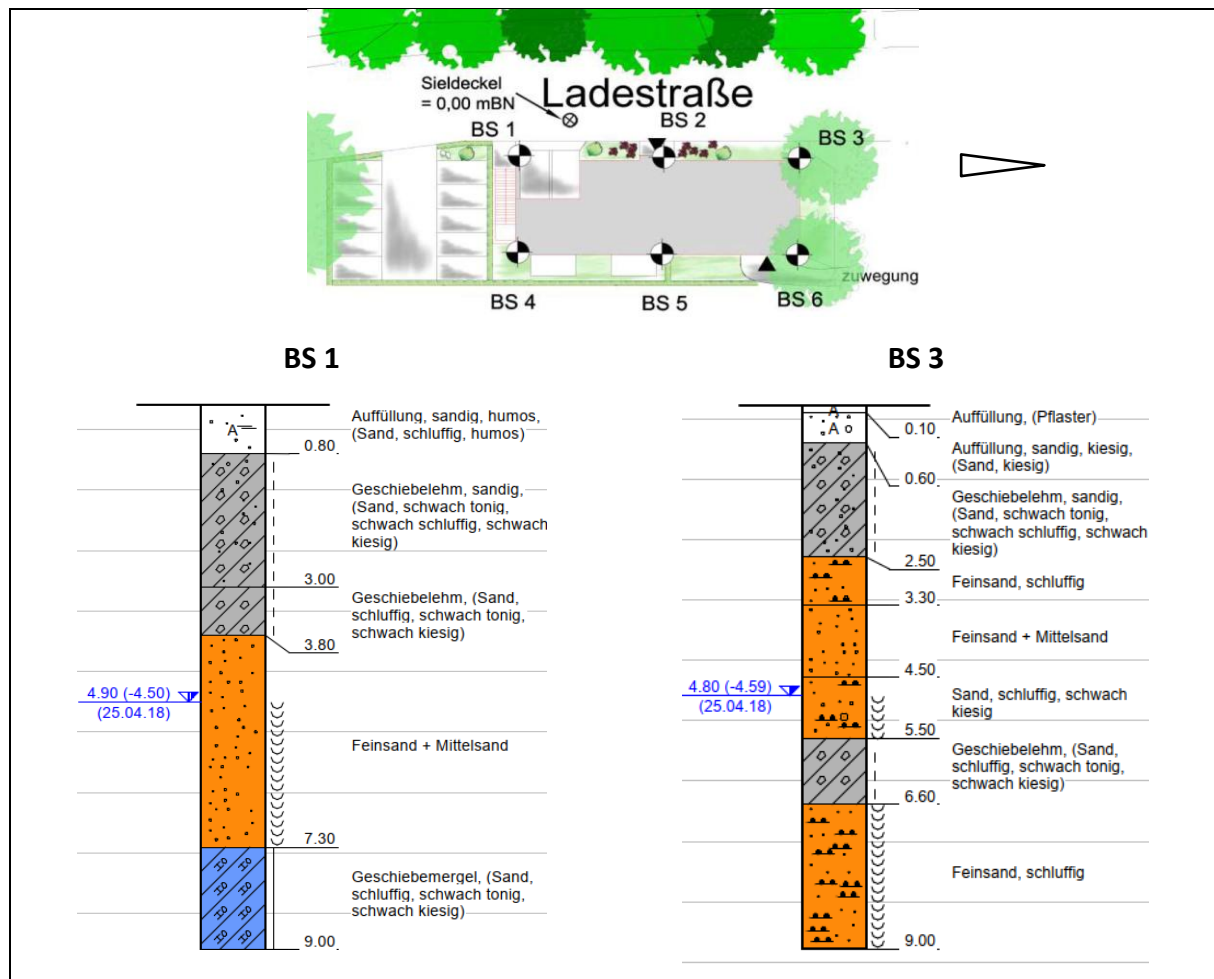 Sieldeckel
= 0,00 mBN
Ladestraße
BS 1
BS 2
BS 3
BS 4
BS 5
BS 6
zuwegung
BS 1
A
0.80
3.00
3.80
7.30
9.00
4.90 (-4.50)
(25.04.18)
Auffüllung, sandig, humos,
(Sand, schluffig, humos)
Geschiebelehm, sandig,
(Sand, schwach tonig,
schwach schluffig, schwach
kiesig)
Geschiebelehm, (Sand,
schluffig, schwach tonig,
schwach kiesig)
Feinsand + Mittelsand
Geschiebemergel, (Sand,
schluffig, schwach tonig,
schwach kiesig)
BS 3
A
A
0.10
0.60
2.50
3.30
4.50
5.50
6.60
9.00
4.80 (-4.59)
(25.04.18)
Auffüllung, (Pflaster)
Auffüllung, sandig, kiesig,
(Sand, kiesig)
Geschiebelehm, sandig,
(Sand, schwach tonig,
schwach schluffig, schwach
kiesig)
Feinsand, schluffig
Feinsand + Mittelsand
Sand, schluffig, schwach
kiesig
Geschiebelehm, (Sand,
schluffig, schwach tonig,
schwach kiesig)
Feinsand, schluffig